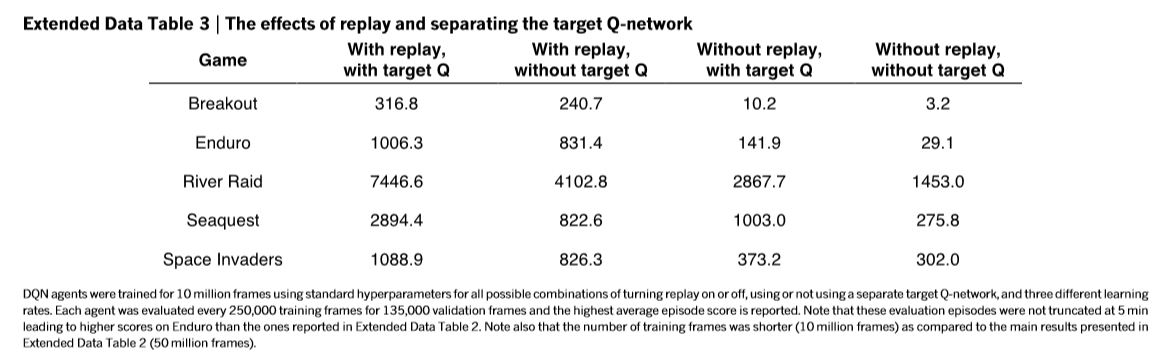 Extended Data Table 3 | The effects of replay and separating the target Q-network
Game With replay, with target Q With replay, without target Q Without replay, with target Q Without replay, without target Q
Breakout 316.8 240.7 10.2 3.2
Enduro 1006.3 831.4 141.9 29.1
River Raid 7446.6 4102.8 2867.7 1453.0
Seaquest 2894.4 822.6 1003.0 275.8
Space Invaders 1088.9 826.3 373.2 302.0
DQN agents were trained for 10 million frames using standard hyperparameters for all possible combinations of turning replay on or off, using or not using a separate target Q-network, and three different learning
rates. Each agent was evaluated every 250,000 training frames for 135,000 validation frames and the highest average episode score is reported. Note that these evaluation episodes were not truncated at 5 min
leading to higher scores on Enduro than the ones reported in Extended Data Table 2. Note also that the number of training frames was shorter (10 million frames) as compared to the main results presented in
Extended Data Table 2 (50 million frames).